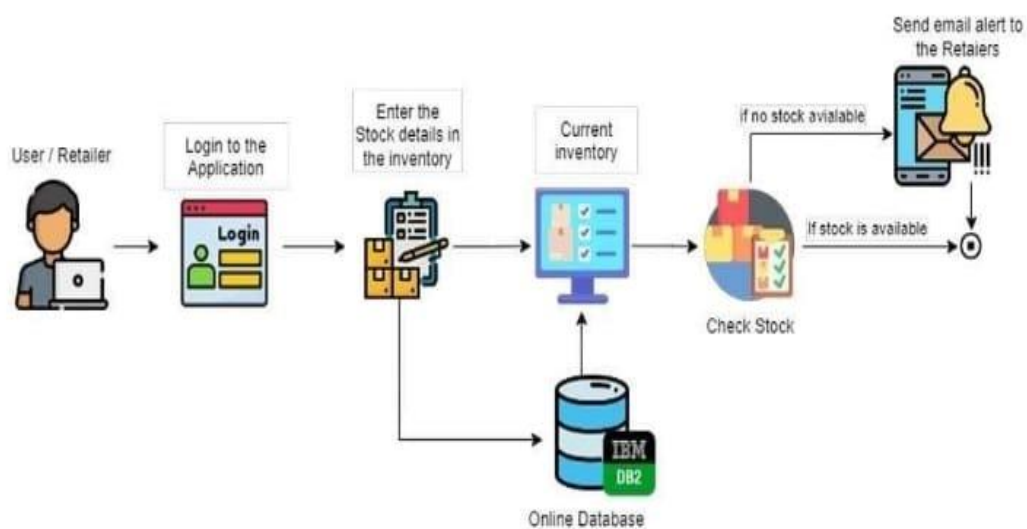 User / Retailer
Login to the
Application
Login
Enter the
Stock details in
the inventory
Current
inventory
Check Stock
if no stock avialable
If stock is available
Send email alert to
the Retaiers
!!!
IBM
DB2
Online Database